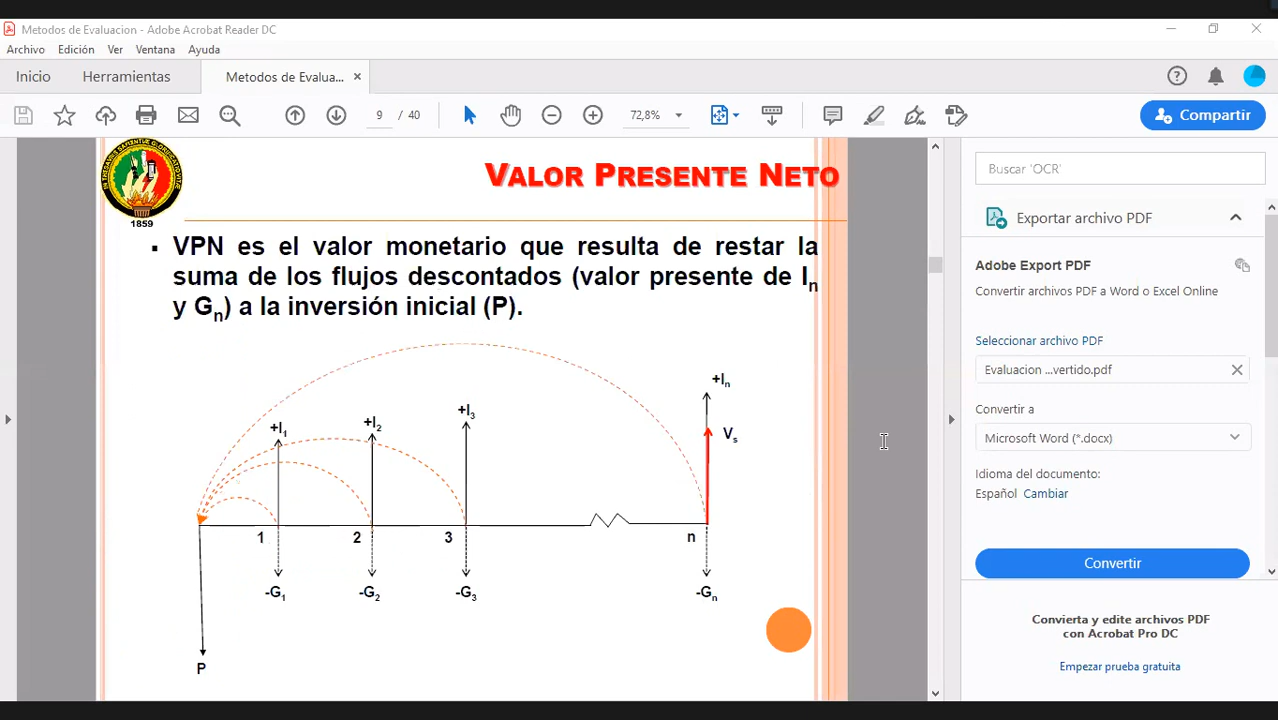 Metodos de Evaluacion - Adobe Acrobat Reader DC
Archivo Edición Ver Ventana Ayuda
Inicio Herramientas Metodos de Evalua... ×
9 / 40 72,8% Compartir
1859
VALOR PRESENTE NETO
▪ VPN es el valor monetario que resulta de restar la
suma de los flujos descontados (valor presente de In
y Gn) a la inversión inicial (P).
+I1 +I2 +I3 +In
Vs
1 2 3 n
-G1 -G2 -G3 -Gn
P
Buscar 'OCR'
Exportar archivo PDF
Adobe Export PDF
Convertir archivos PDF a Word o Excel Online
Seleccionar archivo PDF
Evaluacion ...vertido.pdf
Convertir a
Microsoft Word (*.docx)
Idioma del documento:
Español Cambiar
Convertir
Convierta y edite archivos PDF
con Acrobat Pro DC
Empezar prueba gratuita